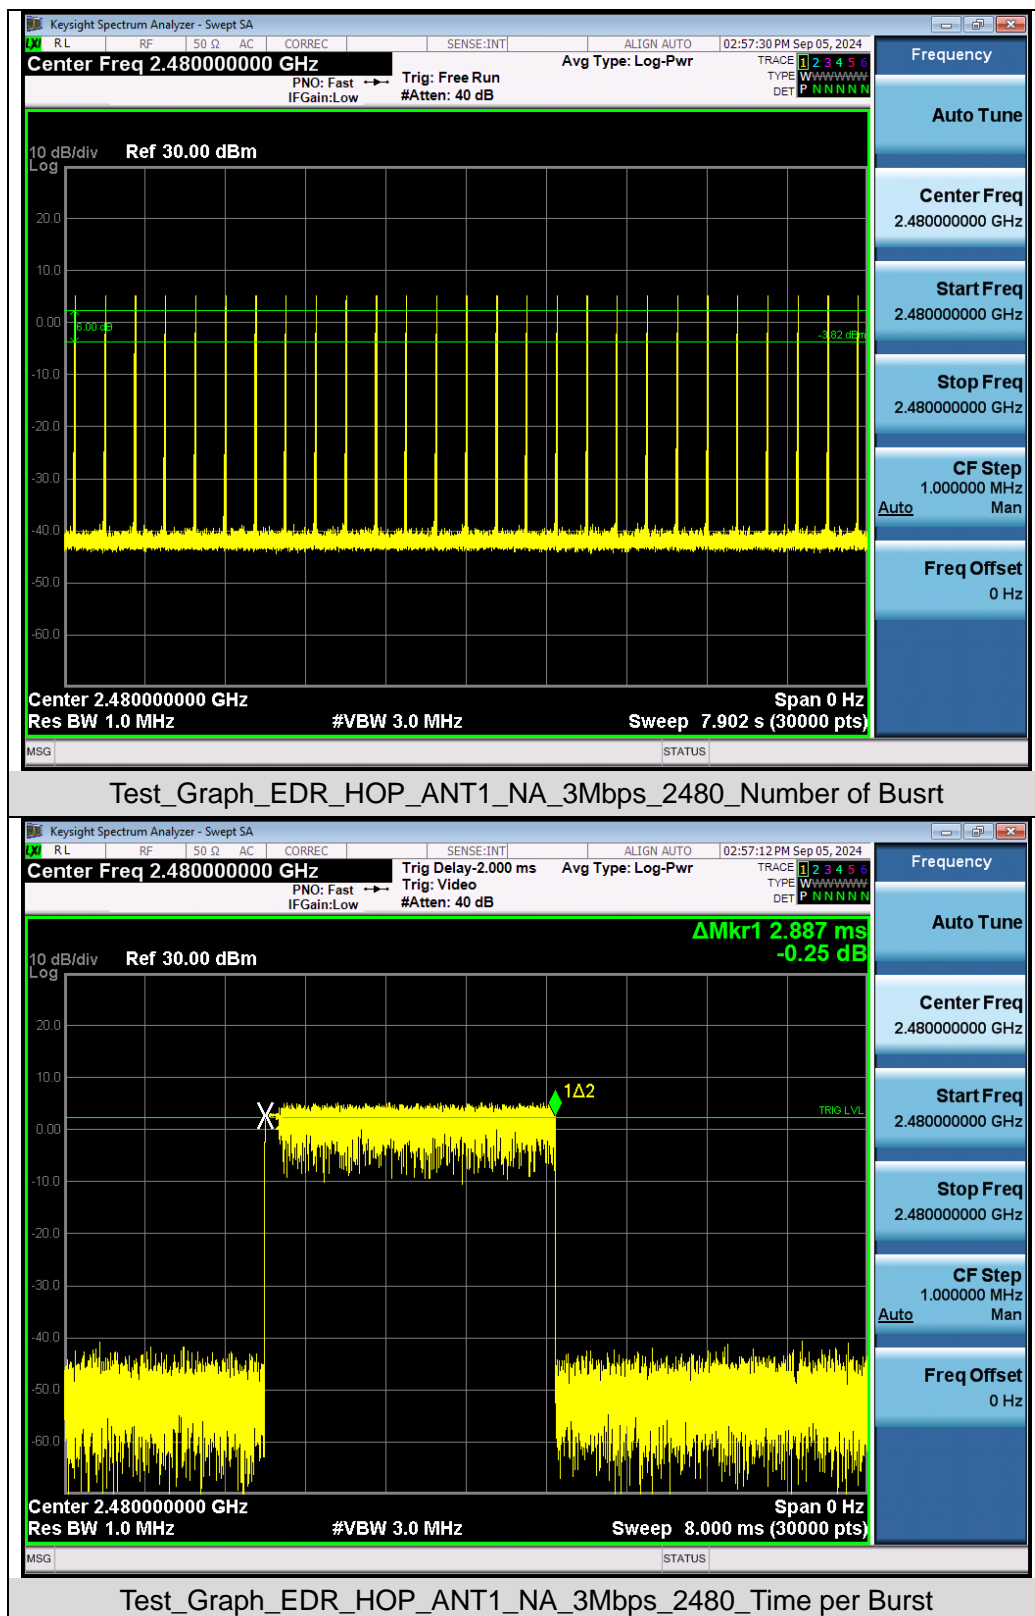 Keysight Spectrum Analyzer - Swept SA
LXI RL RF 50 Ω AC CORREC SENSE:INT ALIGN AUTO 02:57:30 PM Sep 05, 2024
Center Freq 2.480000000 GHz
PNO: Fast
IFGain:Low
Trig: Free Run
#Atten: 40 dB
Avg Type: Log-Pwr
TRACE 1 2 3 4 5 6
TYPE WWWWWW
DET P N N N N N
10 dB/div Ref 30.00 dBm
Log
20.0
10.0
0.00
-10.0
-20.0
-30.0
-40.0
-50.0
-60.0
6.00 dB
-3.82 dBm
Center 2.480000000 GHz Span 0 Hz
Res BW 1.0 MHz #VBW 3.0 MHz Sweep 7.902 s (30000 pts)
MSG STATUS
Frequency
Auto Tune
Center Freq
2.480000000 GHz
Start Freq
2.480000000 GHz
Stop Freq
2.480000000 GHz
CF Step
1.000000 MHz
Auto Man
Freq Offset
0 Hz
Test_Graph_EDR_HOP_ANT1_NA_3Mbps_2480_Number of Busrt
Keysight Spectrum Analyzer - Swept SA
LXI RL RF 50 Ω AC CORREC SENSE:INT ALIGN AUTO 02:57:12 PM Sep 05, 2024
Center Freq 2.480000000 GHz
PNO: Fast
IFGain:Low
Trig Delay-2.000 ms
Trig: Video
#Atten: 40 dB
Avg Type: Log-Pwr
TRACE 1 2 3 4 5 6
TYPE WWWWWW
DET P N N N N N
ΔMkr1 2.887 ms
-0.25 dB
10 dB/div Ref 30.00 dBm
Log
20.0
10.0
0.00
-10.0
-20.0
-30.0
-40.0
-50.0
-60.0
1Δ2
TRIG LVL
Center 2.480000000 GHz Span 0 Hz
Res BW 1.0 MHz #VBW 3.0 MHz Sweep 8.000 ms (30000 pts)
MSG STATUS
Frequency
Auto Tune
Center Freq
2.480000000 GHz
Start Freq
2.480000000 GHz
Stop Freq
2.480000000 GHz
CF Step
1.000000 MHz
Auto Man
Freq Offset
0 Hz
Test_Graph_EDR_HOP_ANT1_NA_3Mbps_2480_Time per Burst